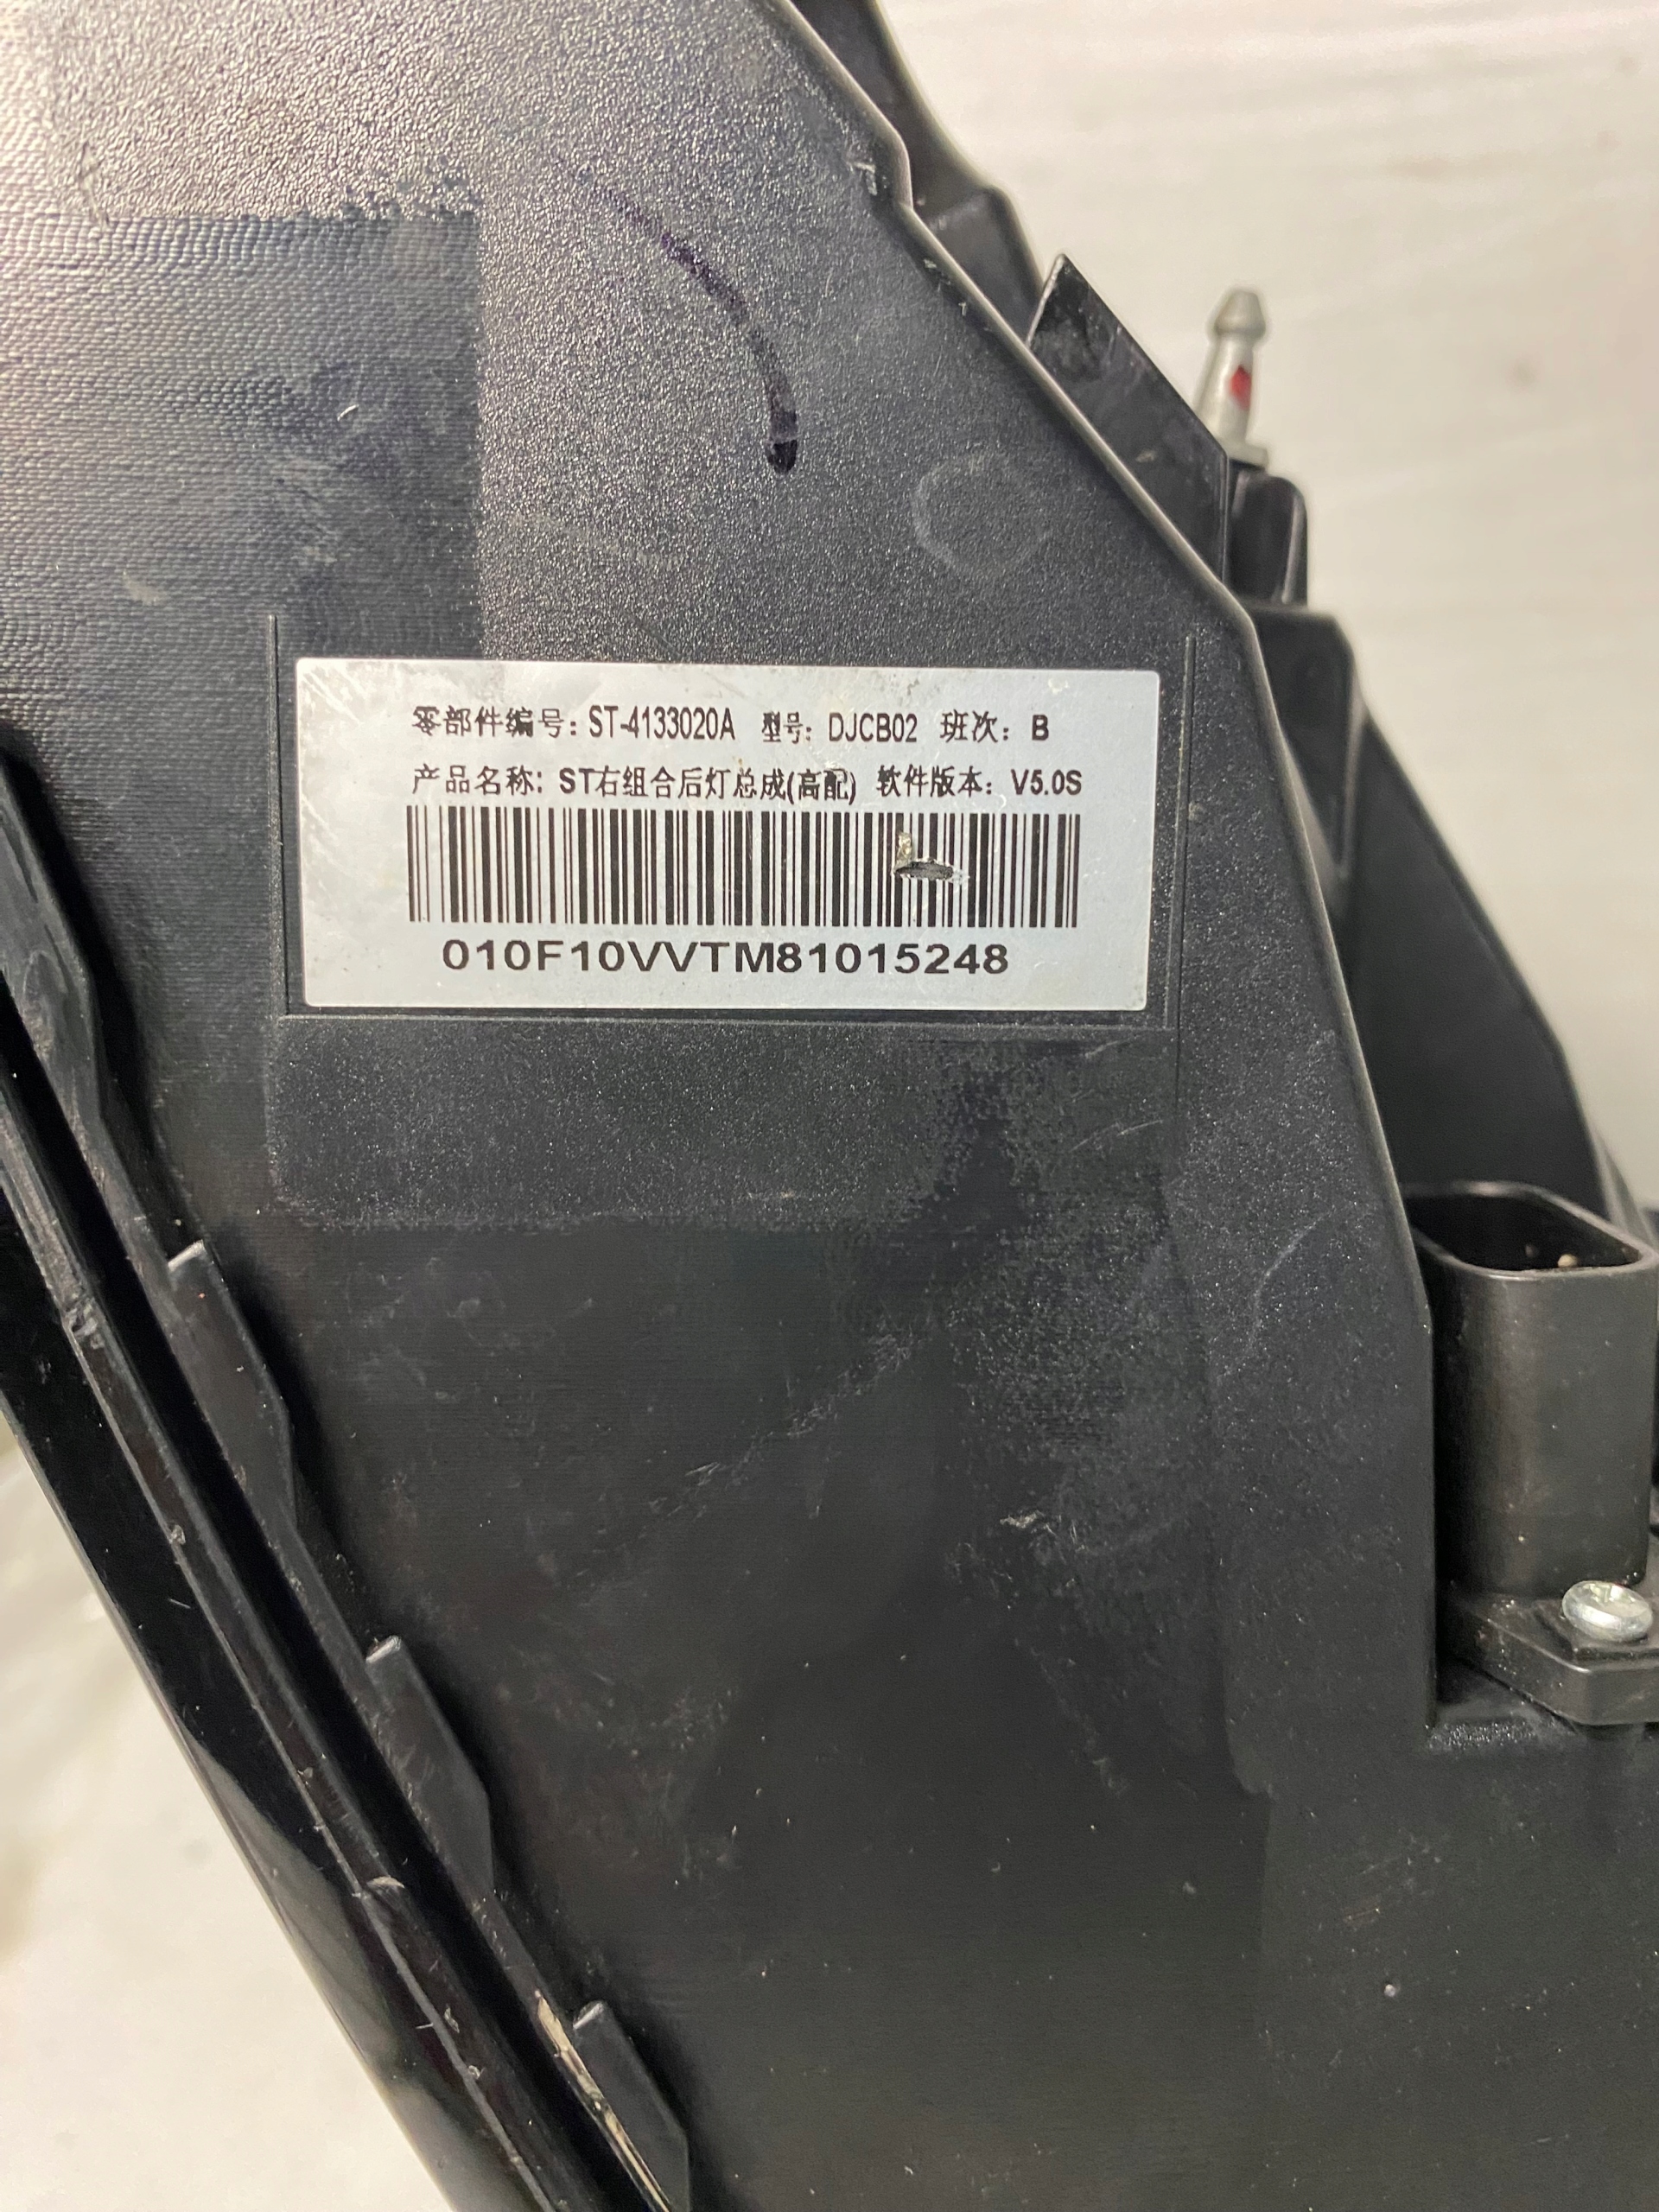 零部件编号: ST-4133020A 型号: DJCB02 班次: B
产品名称: ST右组合后灯总成(高配) 软件版本: V5.0S
010F10VVTM81015248